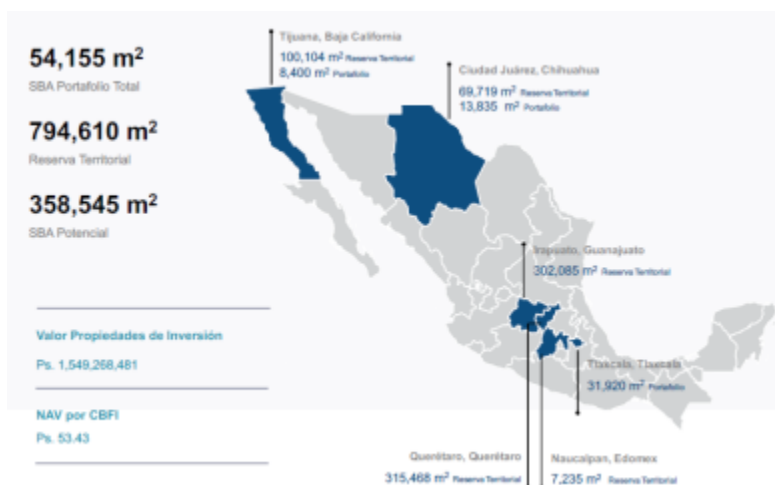 54,155 m²
SBA Portafolio Total
794,610 m²
Reserva Territorial
358,545 m²
SBA Potencial
Valor Propiedades de Inversión
Ps. 1,549,268,481
NAV por CBFI
Ps. 53.43
Tijuana, Baja California
100,104 m² Reserva Territorial
8,400 m² Portafolio
Ciudad Juárez, Chihuahua
69,719 m² Reserva Territorial
13,835 m² Portafolio
Irapuato, Guanajuato
302,085 m² Reserva Territorial
Tlaxcala, Tlaxcala
31,920 m² Portafolio
Querétaro, Querétaro
315,468 m² Reserva Territorial
Naucalpan, Edomex
7,235 m² Reserva Territorial